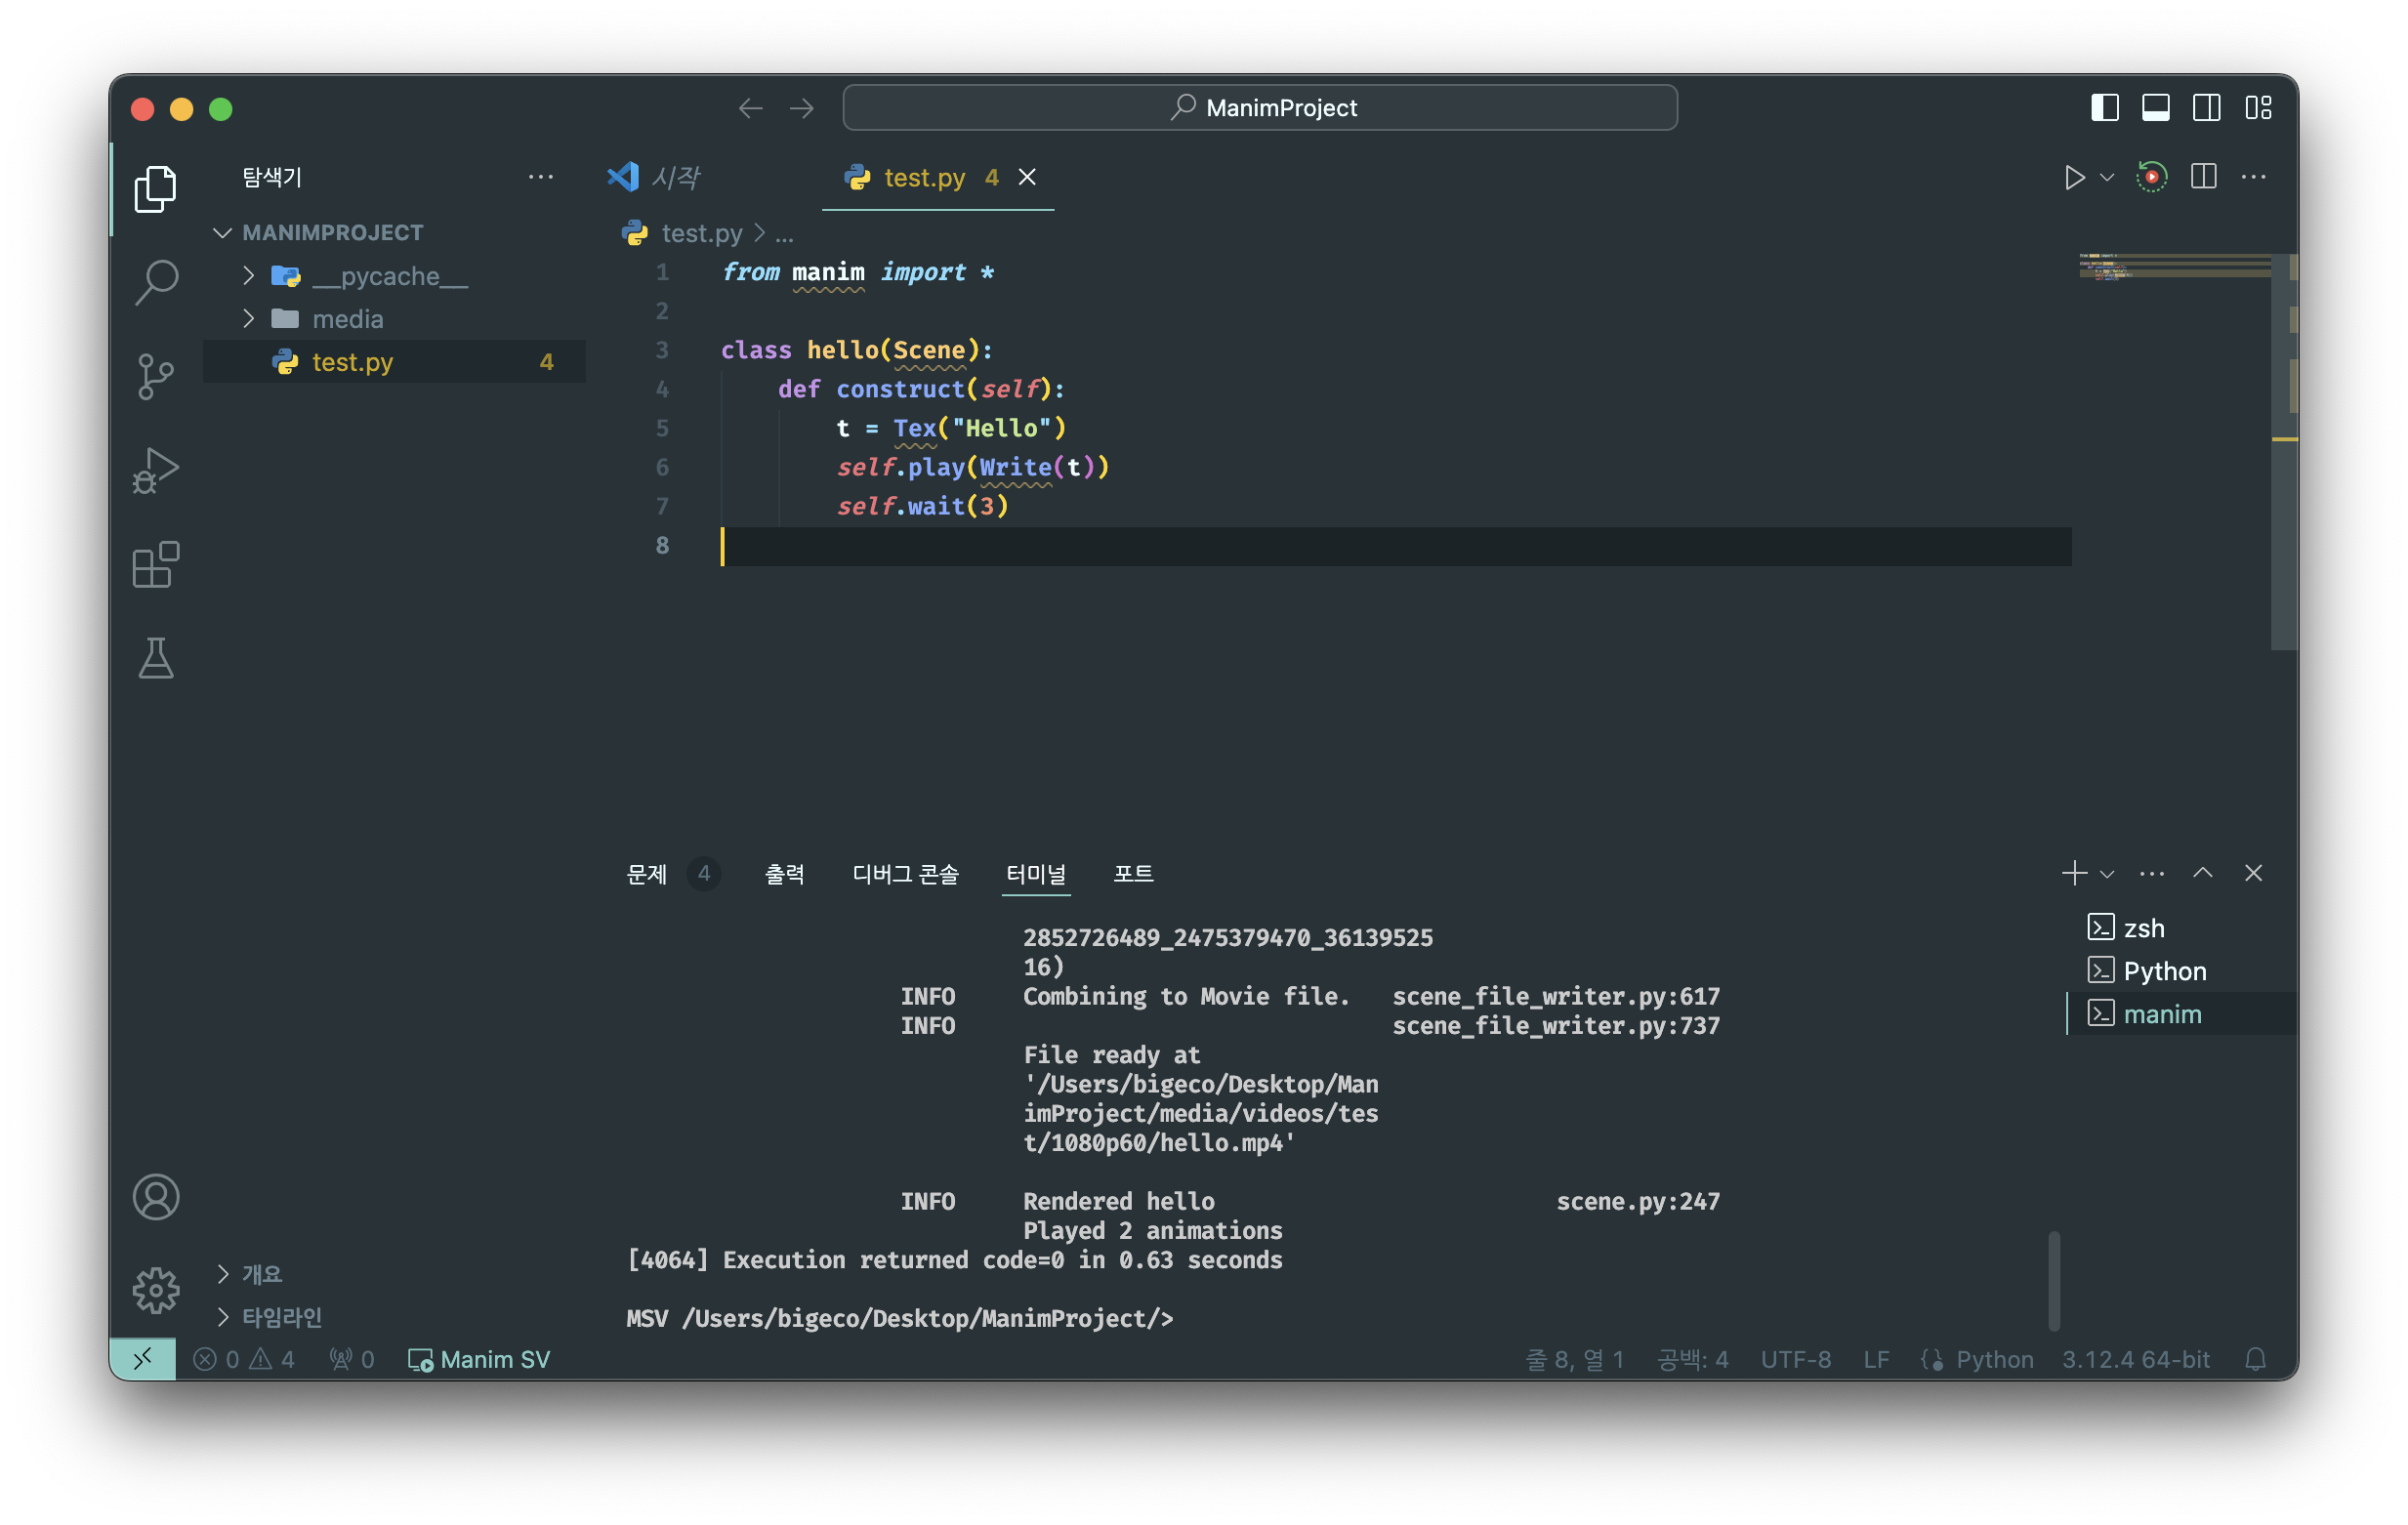 ManimProject
탐색기
시작
test.py 4
MANIMPROJECT
__pycache__
media
test.py 4
test.py > ...
1 from manim import *
2
3 class hello(Scene):
4 def construct(self):
5 t = Tex("Hello")
6 self.play(Write(t))
7 self.wait(3)
8
문제 4 출력 디버그 콘솔 터미널 포트
2852726489_2475379470_36139525
16)
INFO Combining to Movie file. scene_file_writer.py:617
INFO scene_file_writer.py:737
File ready at
'/Users/bigeco/Desktop/Man
imProject/media/videos/tes
t/1080p60/hello.mp4'
INFO Rendered hello scene.py:247
Played 2 animations
[4064] Execution returned code=0 in 0.63 seconds
MSV /Users/bigeco/Desktop/ManimProject/>
zsh
Python
manim
개요
타임라인
0 4 0 Manim SV 줄 8, 열 1 공백: 4 UTF-8 LF Python 3.12.4 64-bit